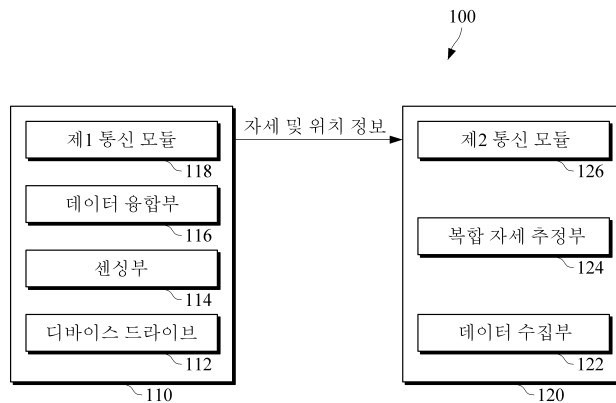 100
제1 통신 모듈
118
데이터 융합부
116
센싱부
114
디바이스 드라이브
112
110
자세 및 위치 정보
제2 통신 모듈
126
복합 자세 추정부
124
데이터 수집부
122
120